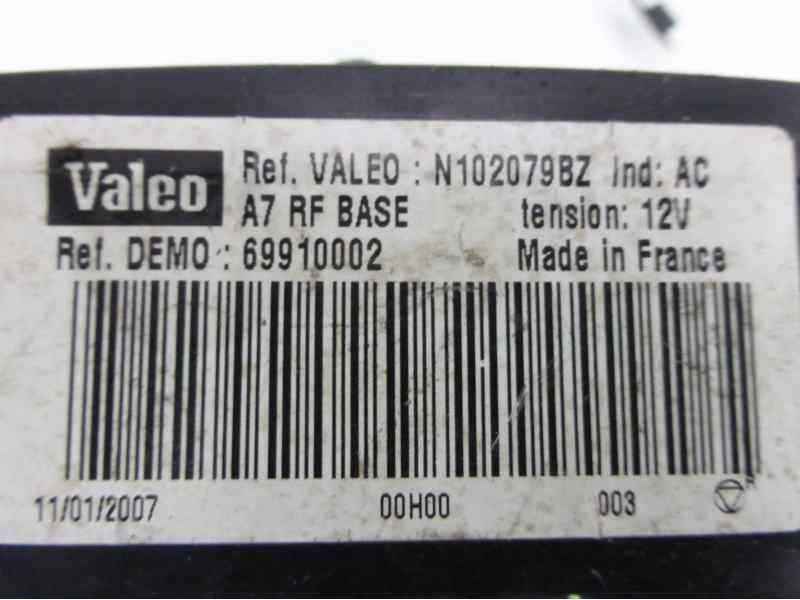 Valeo Ref. VALEO : N102079BZ Ind: AC
A7 RF BASE tension: 12V
Ref. DEMO : 69910002 Made in France
11/01/2007 00H00 003